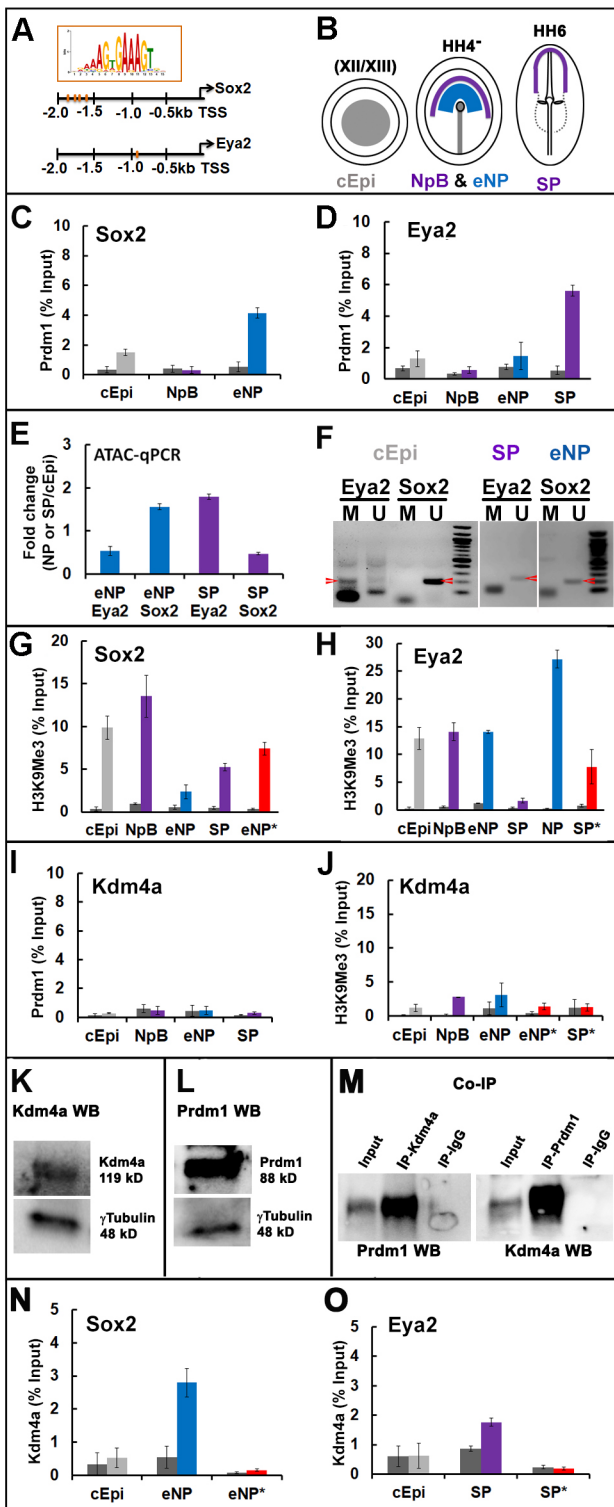 A
Sox2
-2.0 -1.5 -1.0 -0.5kb TSS
Eya2
-2.0 -1.5 -1.0 -0.5kb TSS
B
(XII/XIII) HH4⁻ HH6
cEpi NpB & eNP SP
C
Sox2
Prdm1 (% Input)
10
8
6
4
2
0
cEpi NpB eNP
D
Eya2
Prdm1 (% Input)
10
8
6
4
2
0
cEpi NpB eNP SP
E
ATAC-qPCR
Fold change
(NP or SP/cEpi)
3
2
1
0
eNP eNP SP SP
Eya2 Sox2 Eya2 Sox2
F
cEpi SP eNP
Eya2 Sox2 Eya2 Sox2
M U M U M U M U
G
Sox2
H3K9Me3 (% Input)
20
15
10
5
0
cEpi NpB eNP SP eNP*
H
Eya2
H3K9Me3 (% Input)
30
25
20
15
10
5
0
cEpi NpB eNP SP NP SP*
I
Kdm4a
Prdm1 (% Input)
10
8
6
4
2
0
cEpi NpB eNP SP
J
Kdm4a
H3K9Me3 (% Input)
30
25
20
15
10
5
0
cEpi NpB eNP eNP* SP*
K
Kdm4a WB
Kdm4a
119 kD
γTubulin
48 kD
L
Prdm1 WB
Prdm1
88 kD
γTubulin
48 kD
M
Co-IP
Input IP-Kdm4a IP-IgG
Prdm1 WB
Input IP-Prdm1 IP-IgG
Kdm4a WB
N
Sox2
Kdm4a (% Input)
5
4
3
2
1
0
cEpi eNP eNP*
O
Eya2
Kdm4a (% Input)
5
4
3
2
1
0
cEpi SP SP*